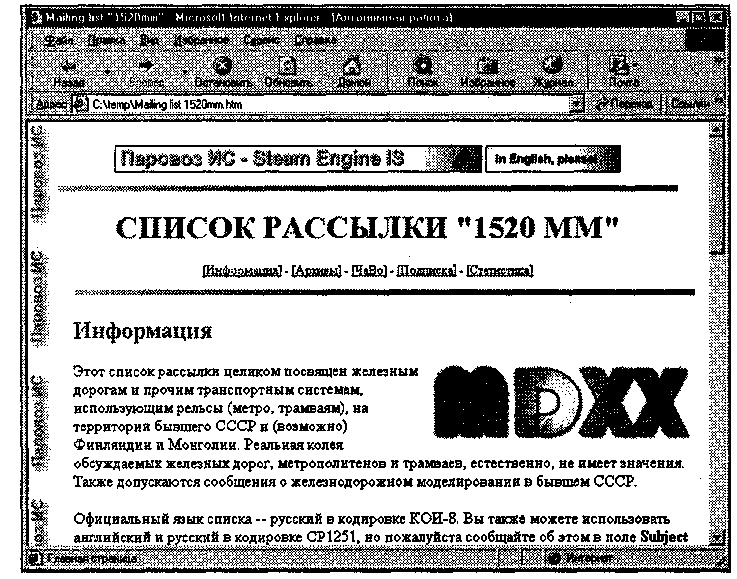 Mailing list "1520mm" - Microsoft Internet Explorer - [Автономная работа]
Файл Правка Вид Избранное Сервис Справка
Назад Вперед Остановить Обновить Домой Поиск Избранное Журнал Почта
Адрес C:\temp\Mailing list 1520mm.htm Переход Ссылки
Паровоз ИС - Steam Engine IS In English, please!
СПИСОК РАССЫЛКИ "1520 ММ"
[Информация] - [Архивы] - [ЧаВо] - [Подписка] - [Статистика]
Информация
MDXX
Этот список рассылки целиком посвящен железным
дорогам и прочим транспортным системам,
использующим рельсы (метро, трамваям), на
территории бывшего СССР и (возможно)
Финляндии и Монголии. Реальная колея
обсуждаемых железных дорог, метрополитенов и трамваев, естественно, не имеет значения.
Также допускаются сообщения о железнодорожном моделировании в бывшем СССР.
Официальный язык списка -- русский в кодировке КОИ-8. Вы также можете использовать
английский и русский в кодировке CP1251, но пожалуйста сообщайте об этом в поле Subject
Паровоз ИС
Паровоз ИС
Паровоз ИС
воз ИС
Главная страница Интернет